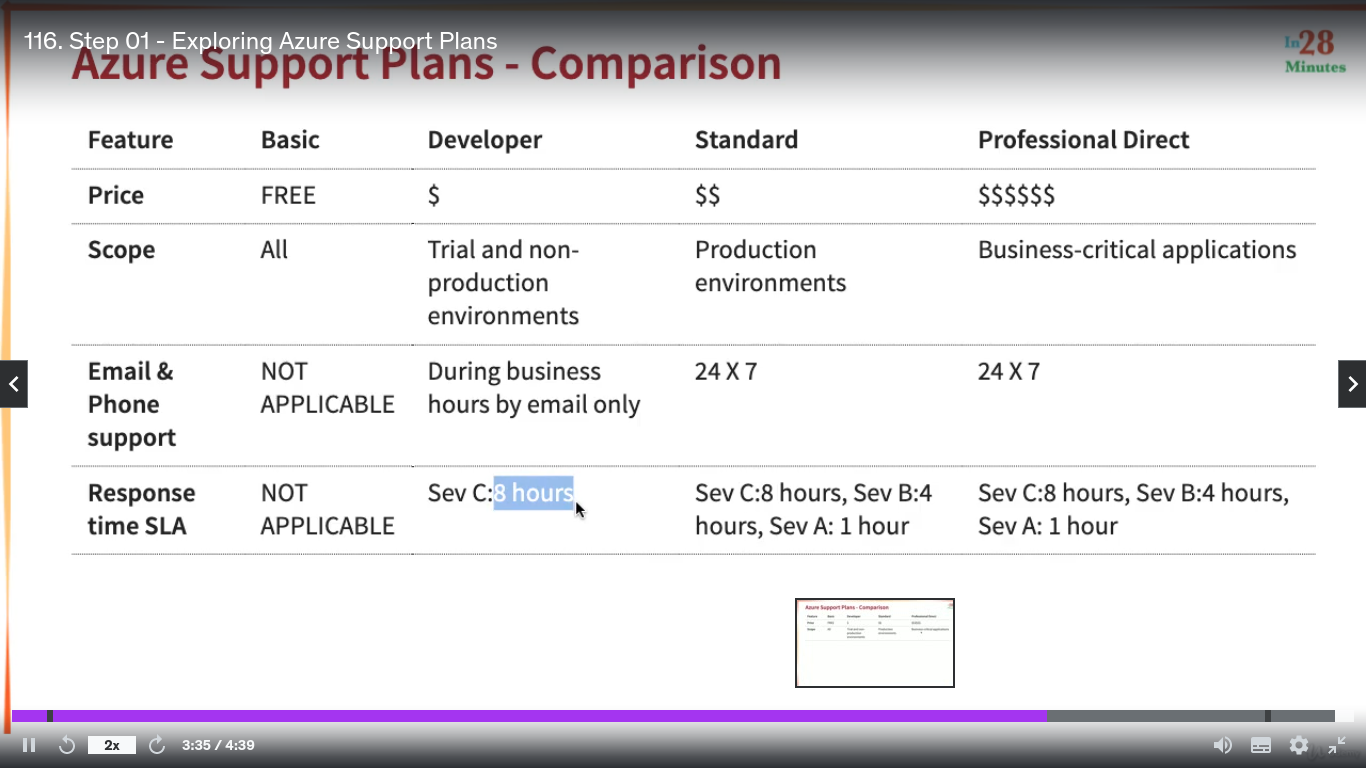 116. Step 01 - Exploring Azure Support Plans
In28
Minutes
Azure Support Plans - Comparison
Feature Basic Developer Standard Professional Direct
Price FREE $ $$ $$$$$$
Scope All Trial and non- Production Business-critical applications
production environments
environments
Email & NOT During business 24 X 7 24 X 7
Phone APPLICABLE hours by email only
support
Response NOT Sev C:8 hours Sev C:8 hours, Sev B:4 Sev C:8 hours, Sev B:4 hours,
time SLA APPLICABLE hours, Sev A: 1 hour Sev A: 1 hour
Azure Support Plans - Comparison
2x 3:35 / 4:39